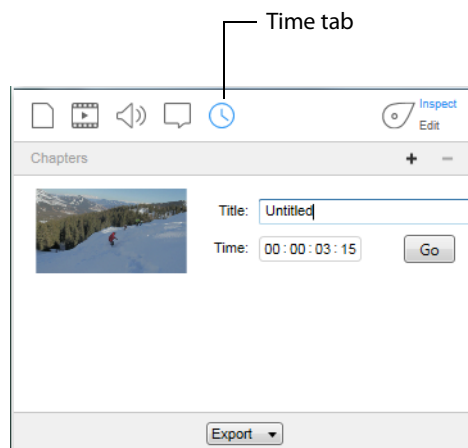 Time tab
Inspect
Edit
Chapters
Title: Untitled
Time: 00:00:03:15 Go
Export